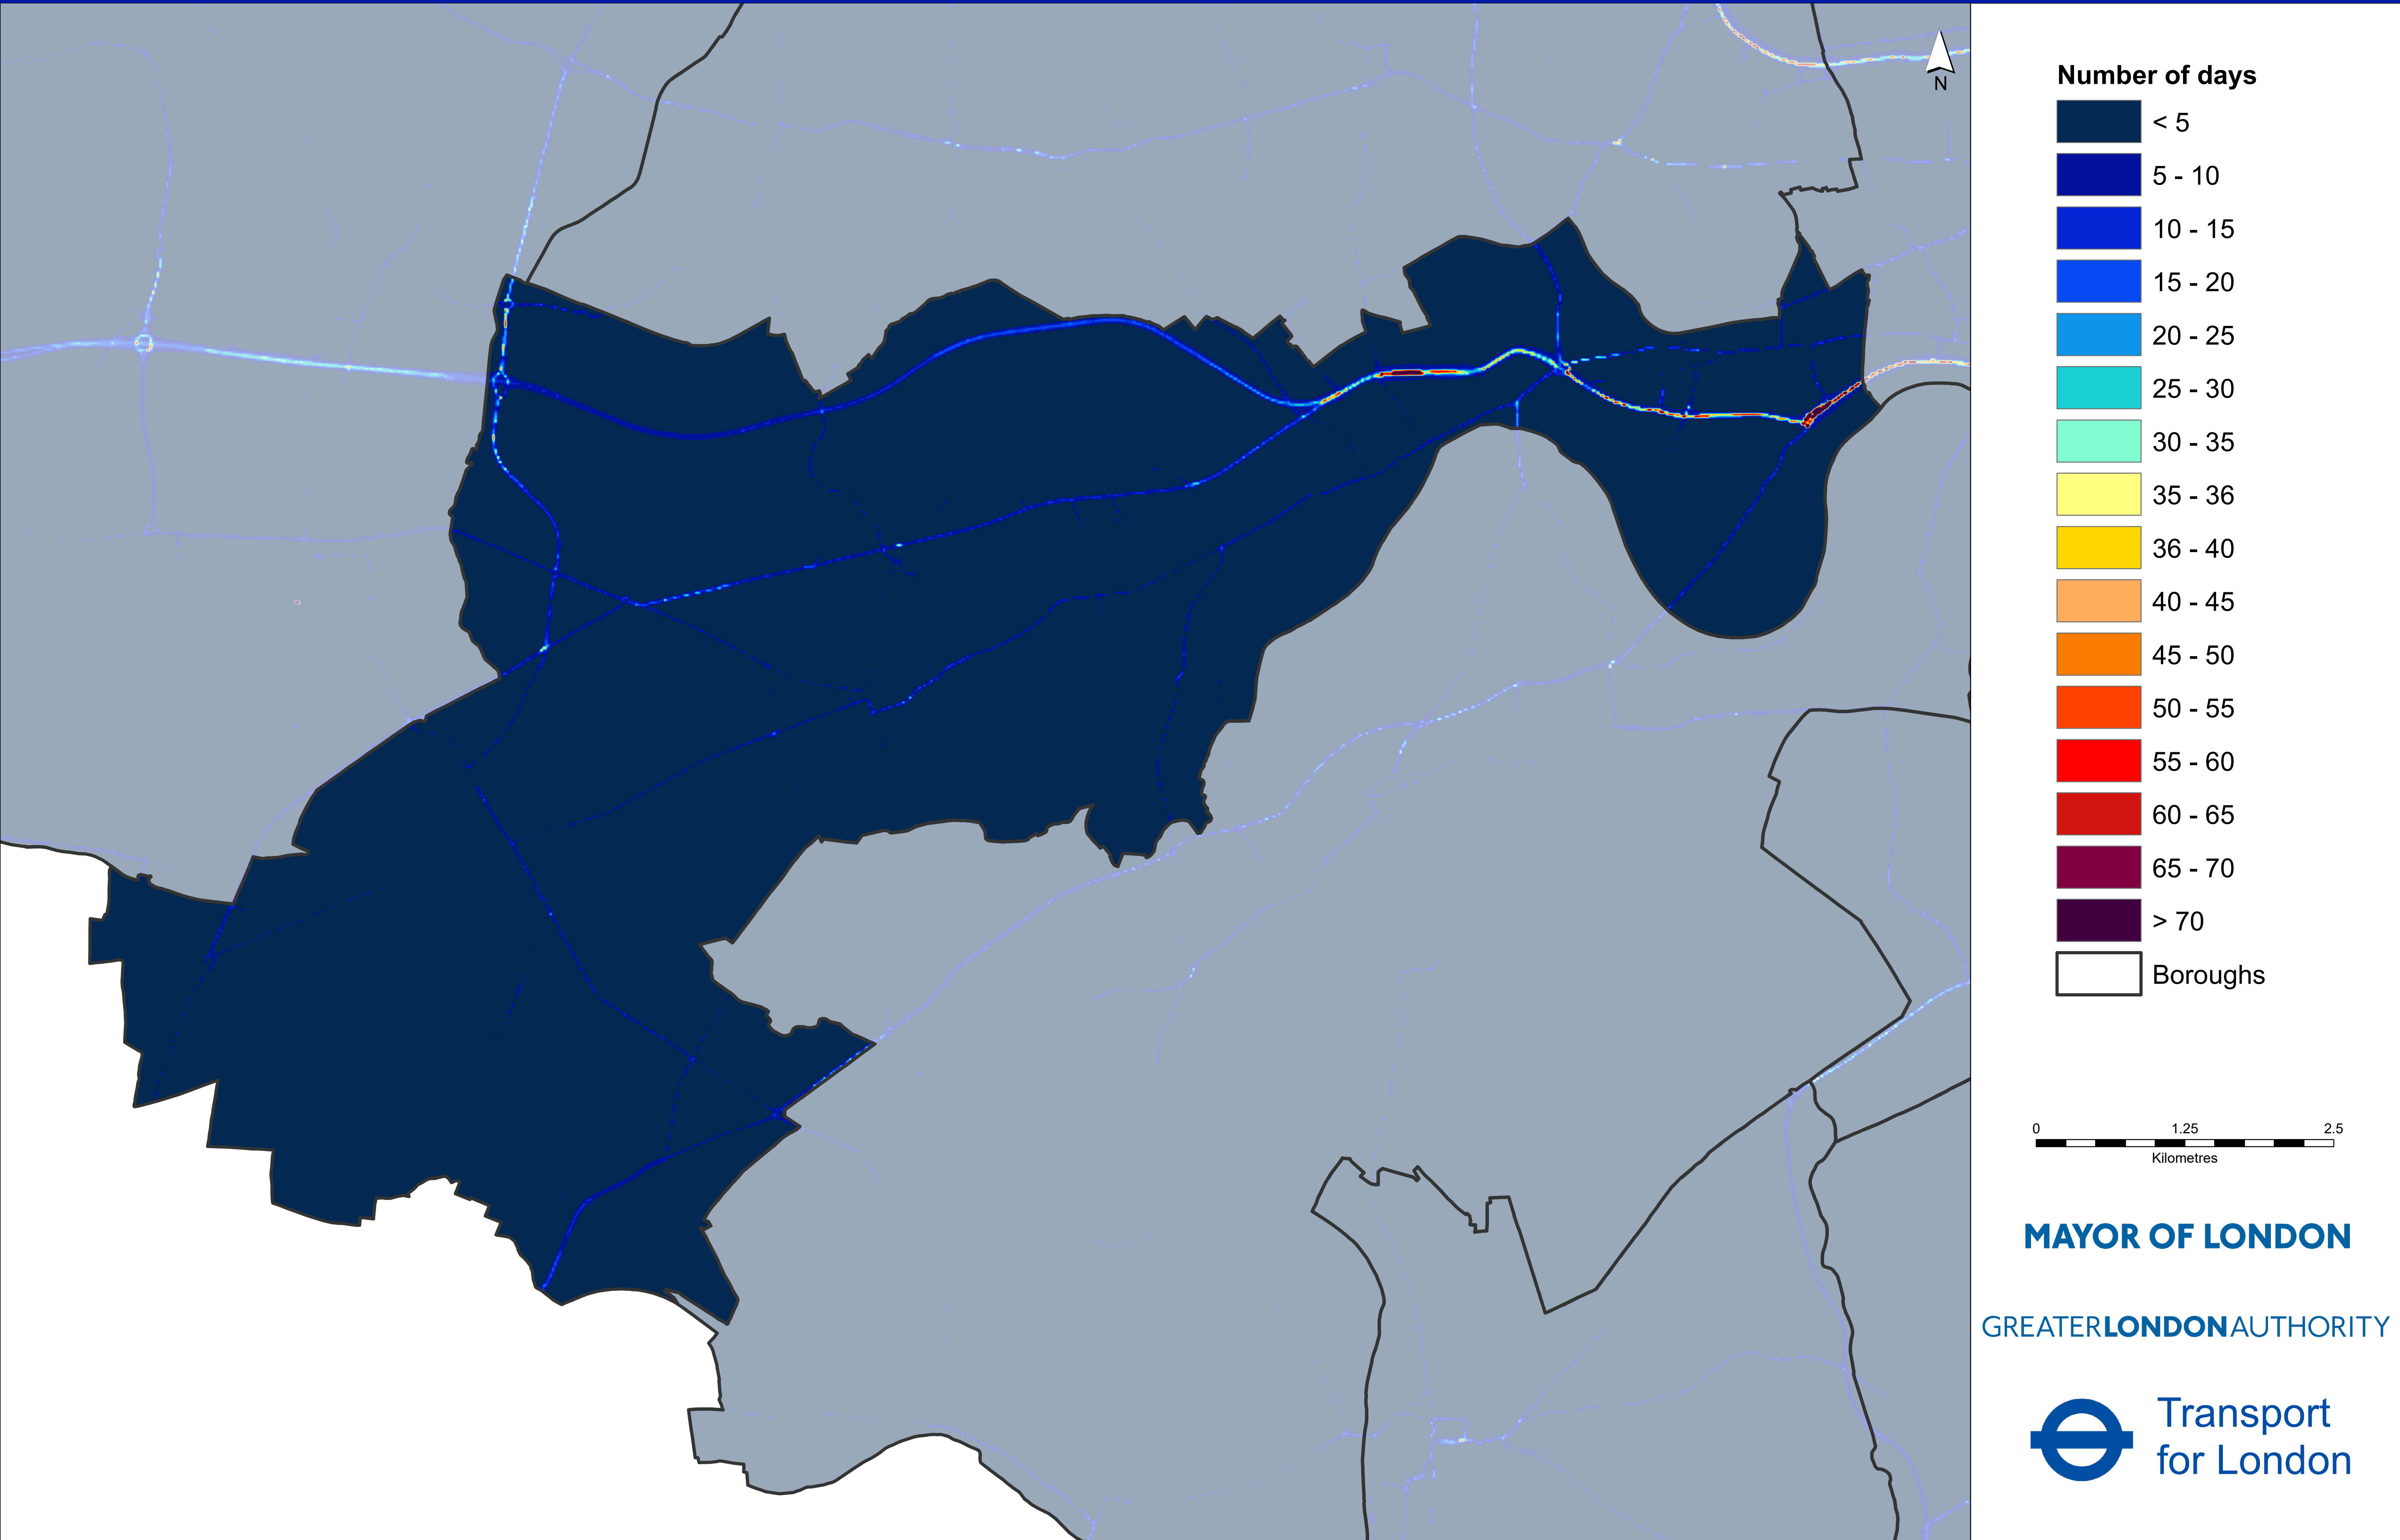 N
Number of days
< 5
5 - 10
10 - 15
15 - 20
20 - 25
25 - 30
30 - 35
35 - 36
36 - 40
40 - 45
45 - 50
50 - 55
55 - 60
60 - 65
65 - 70
> 70
Boroughs
0 1.25 2.5
Kilometres
MAYOR OF LONDON
GREATERLONDONAUTHORITY
Transport
for London